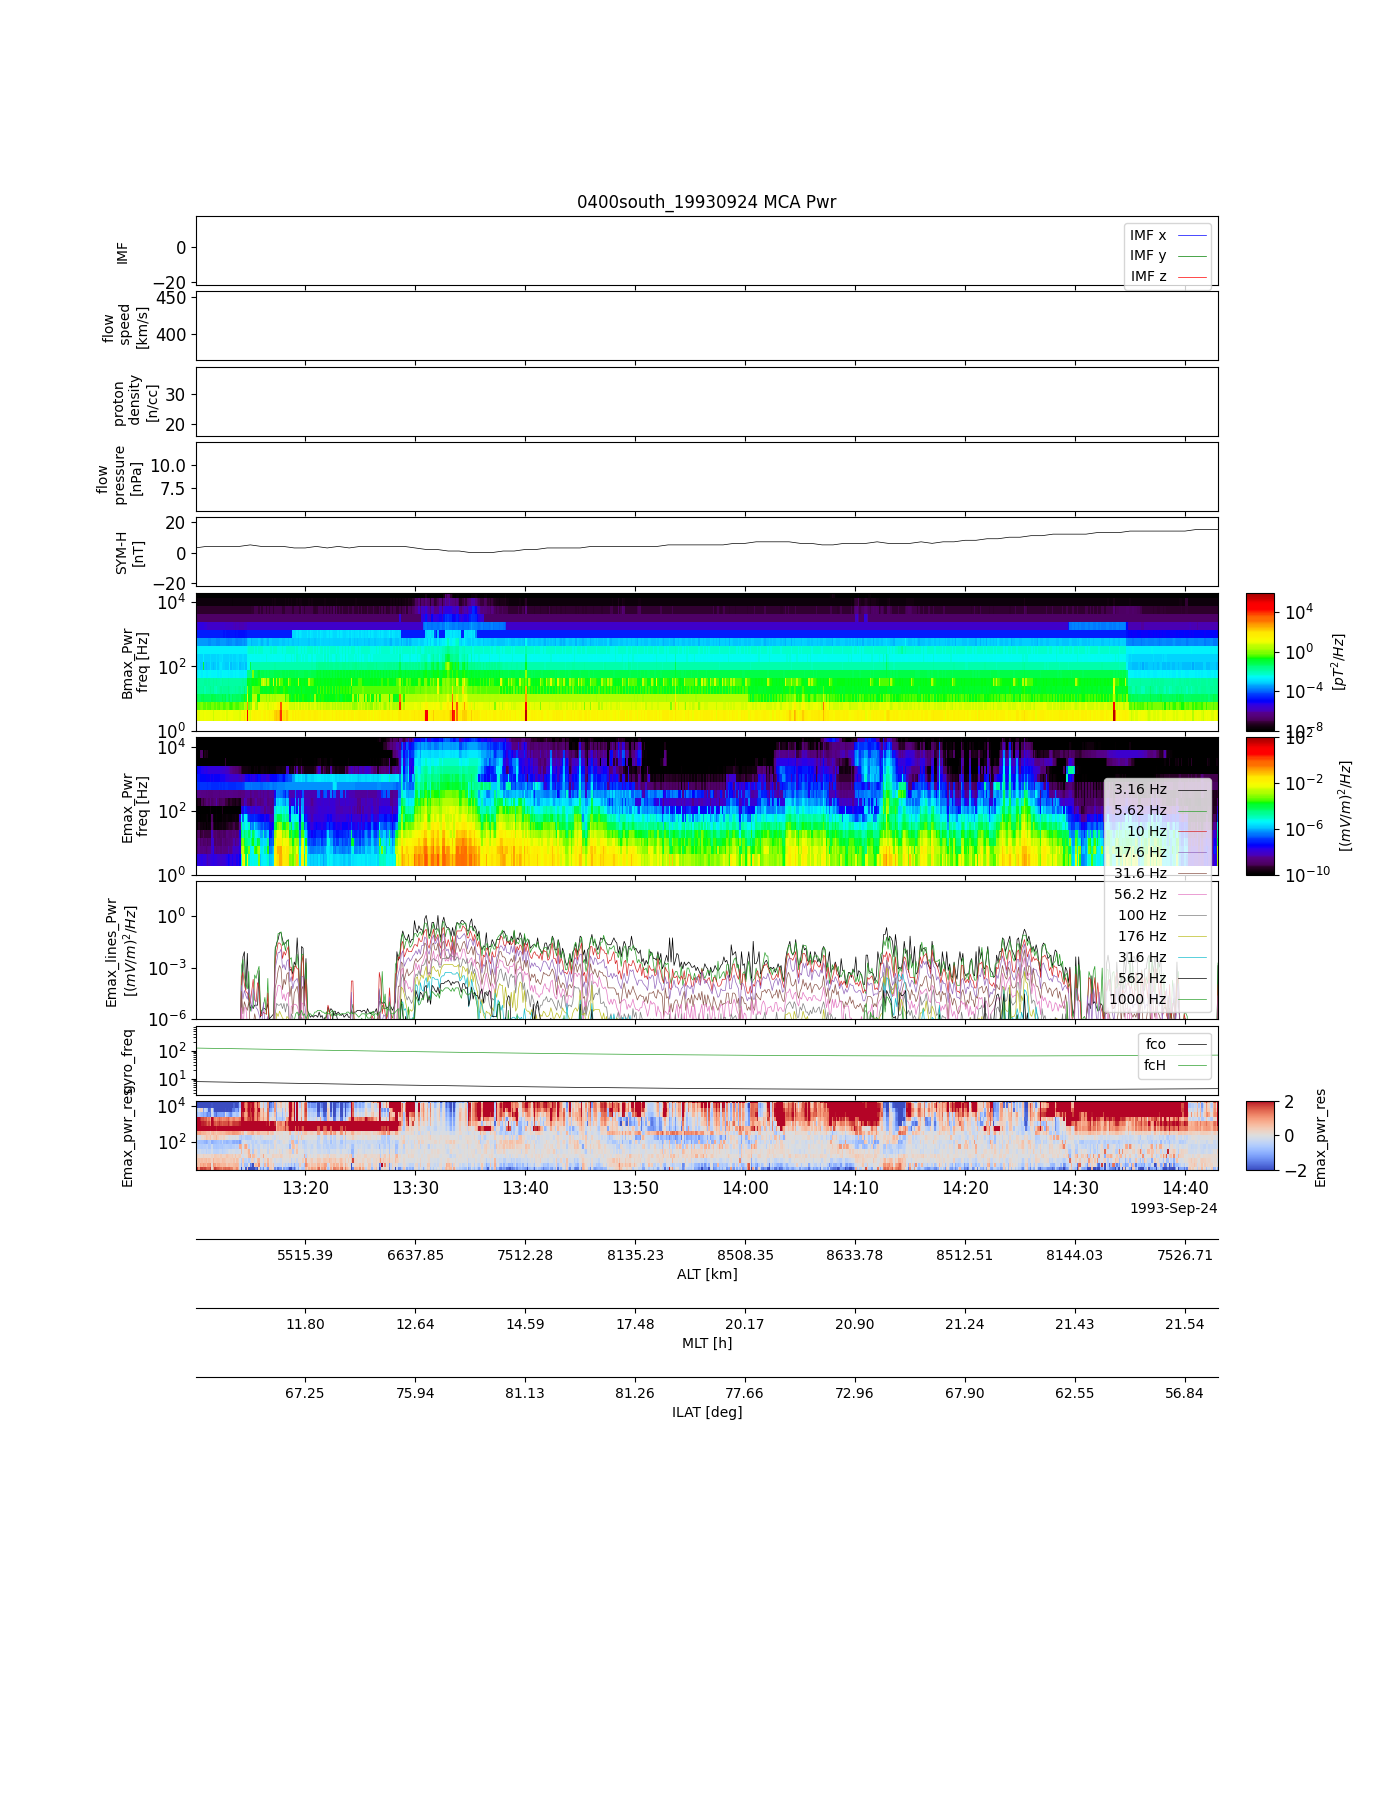 0400south_19930924 MCA Pwr
IMF
0
−20
IMF x
IMF y
IMF z
flow
speed
[km/s]
450
400
proton
density
[n/cc]
30
20
flow
pressure
[nPa]
10.0
7.5
SYM-H
[nT]
20
0
−20
Bmax_Pwr
freq [Hz]
10^4
10^2
10^0
10^4
10^0
10^−4
10^−8
[pT^2/Hz]
Emax_Pwr
freq [Hz]
10^4
10^2
10^0
10^2
10^−2
10^−6
10^−10
[(mV/m)^2/Hz]
3.16 Hz
5.62 Hz
10 Hz
17.6 Hz
31.6 Hz
56.2 Hz
100 Hz
176 Hz
316 Hz
562 Hz
1000 Hz
Emax_lines_Pwr
[(mV/m)^2/Hz]
10^0
10^−3
10^−6
gyro_freq
10^2
10^1
fco
fcH
Emax_pwr_res
10^4
10^2
2
0
−2
Emax_pwr_res
13:20 13:30 13:40 13:50 14:00 14:10 14:20 14:30 14:40
1993-Sep-24
5515.39 6637.85 7512.28 8135.23 8508.35 8633.78 8512.51 8144.03 7526.71
ALT [km]
11.80 12.64 14.59 17.48 20.17 20.90 21.24 21.43 21.54
MLT [h]
67.25 75.94 81.13 81.26 77.66 72.96 67.90 62.55 56.84
ILAT [deg]